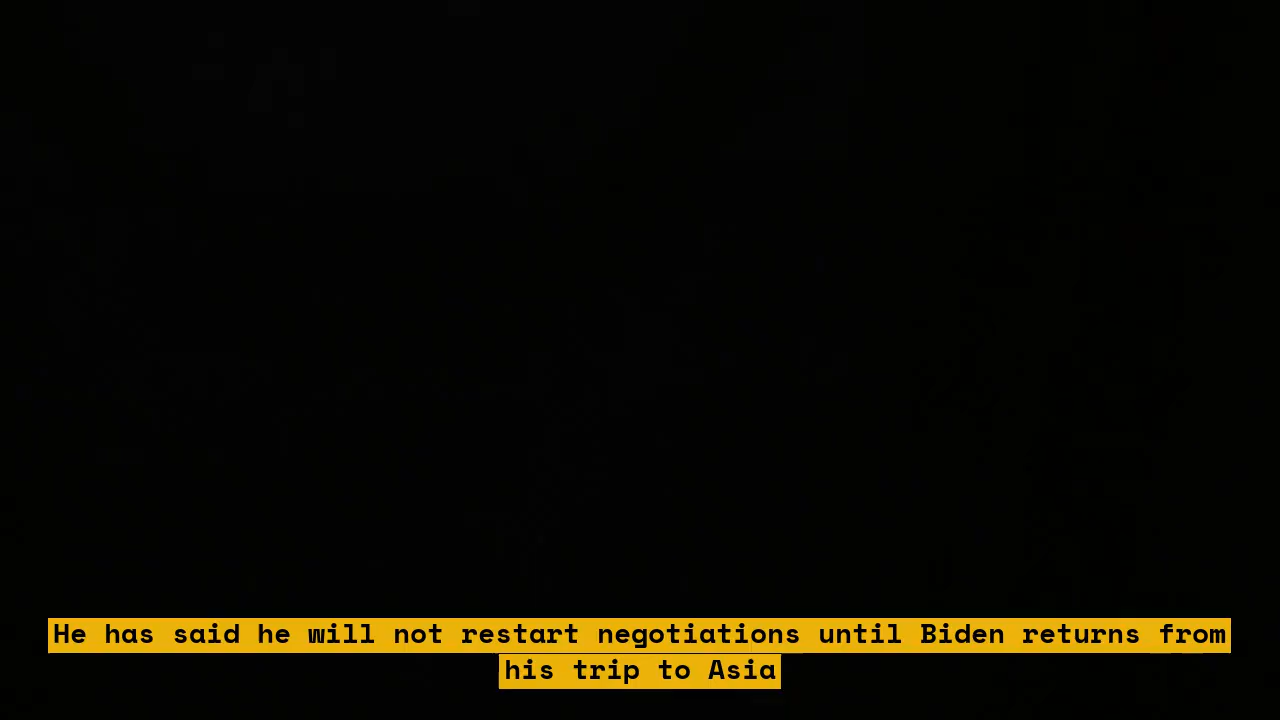 He has said he will not restart negotiations until Biden returns from
his trip to Asia